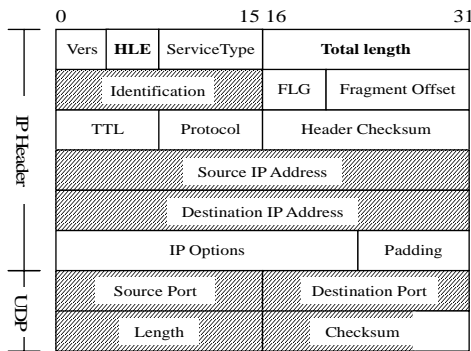 0 15 16 31
Vers HLE ServiceType Total length
Identification FLG Fragment Offset
TTL Protocol Header Checksum
Source IP Address
Destination IP Address
IP Options Padding
Source Port Destination Port
Length Checksum
IP Header
UDP